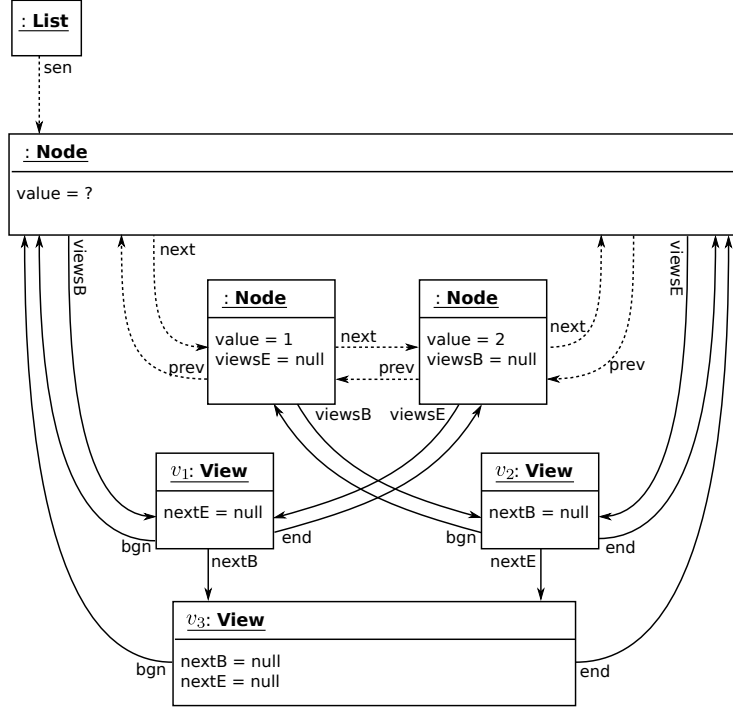 : List
sen
: Node
value = ?
viewsB
next
viewsE
: Node
value = 1
viewsE = null
: Node
value = 2
viewsB = null
next
prev
next
prev
prev
viewsB
viewsE
v₁: View
nextE = null
v₂: View
nextB = null
bgn
end
bgn
end
nextB
nextE
v₃: View
nextB = null
nextE = null
bgn
end